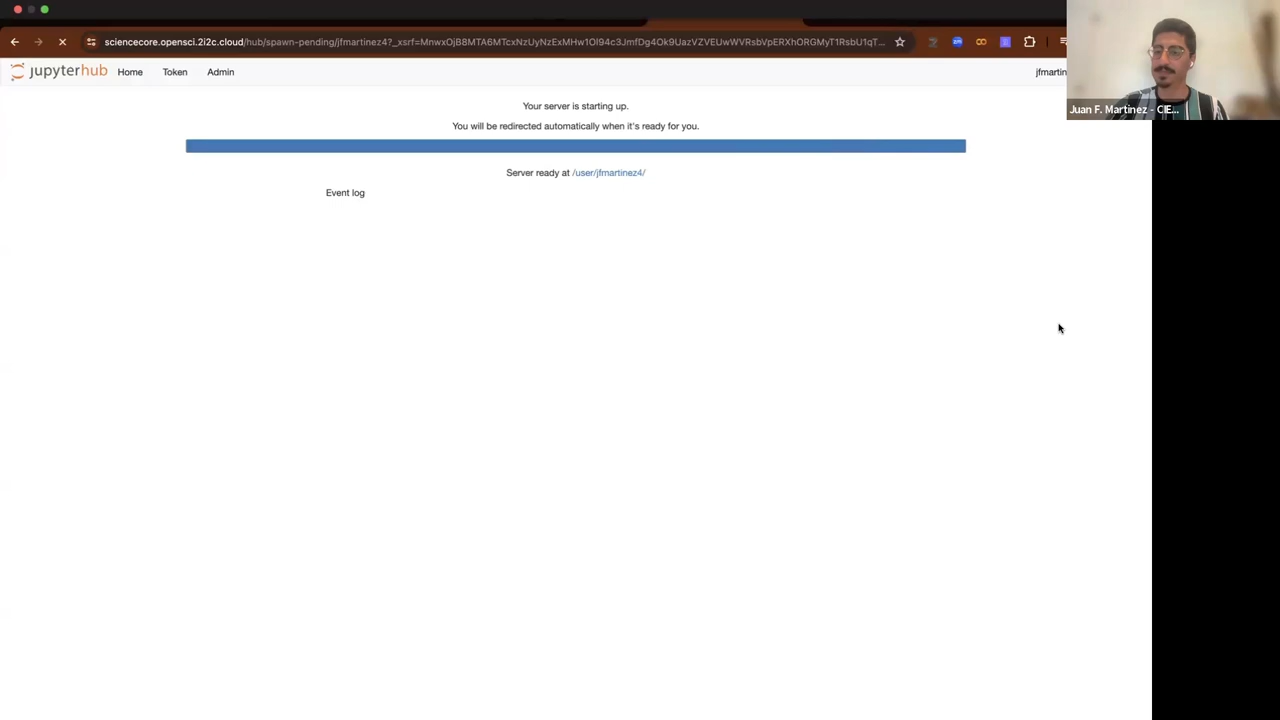 sciencecore.opensci.2i2c.cloud/hub/spawn-pending/jfmartinez4?_xsrf=
jupyterhub Home Token Admin jfmartin
Your server is starting up.
You will be redirected automatically when it's ready for you.
Server ready at /user/jfmartinez4/
Event log
Juan F. Martinez - CIE...